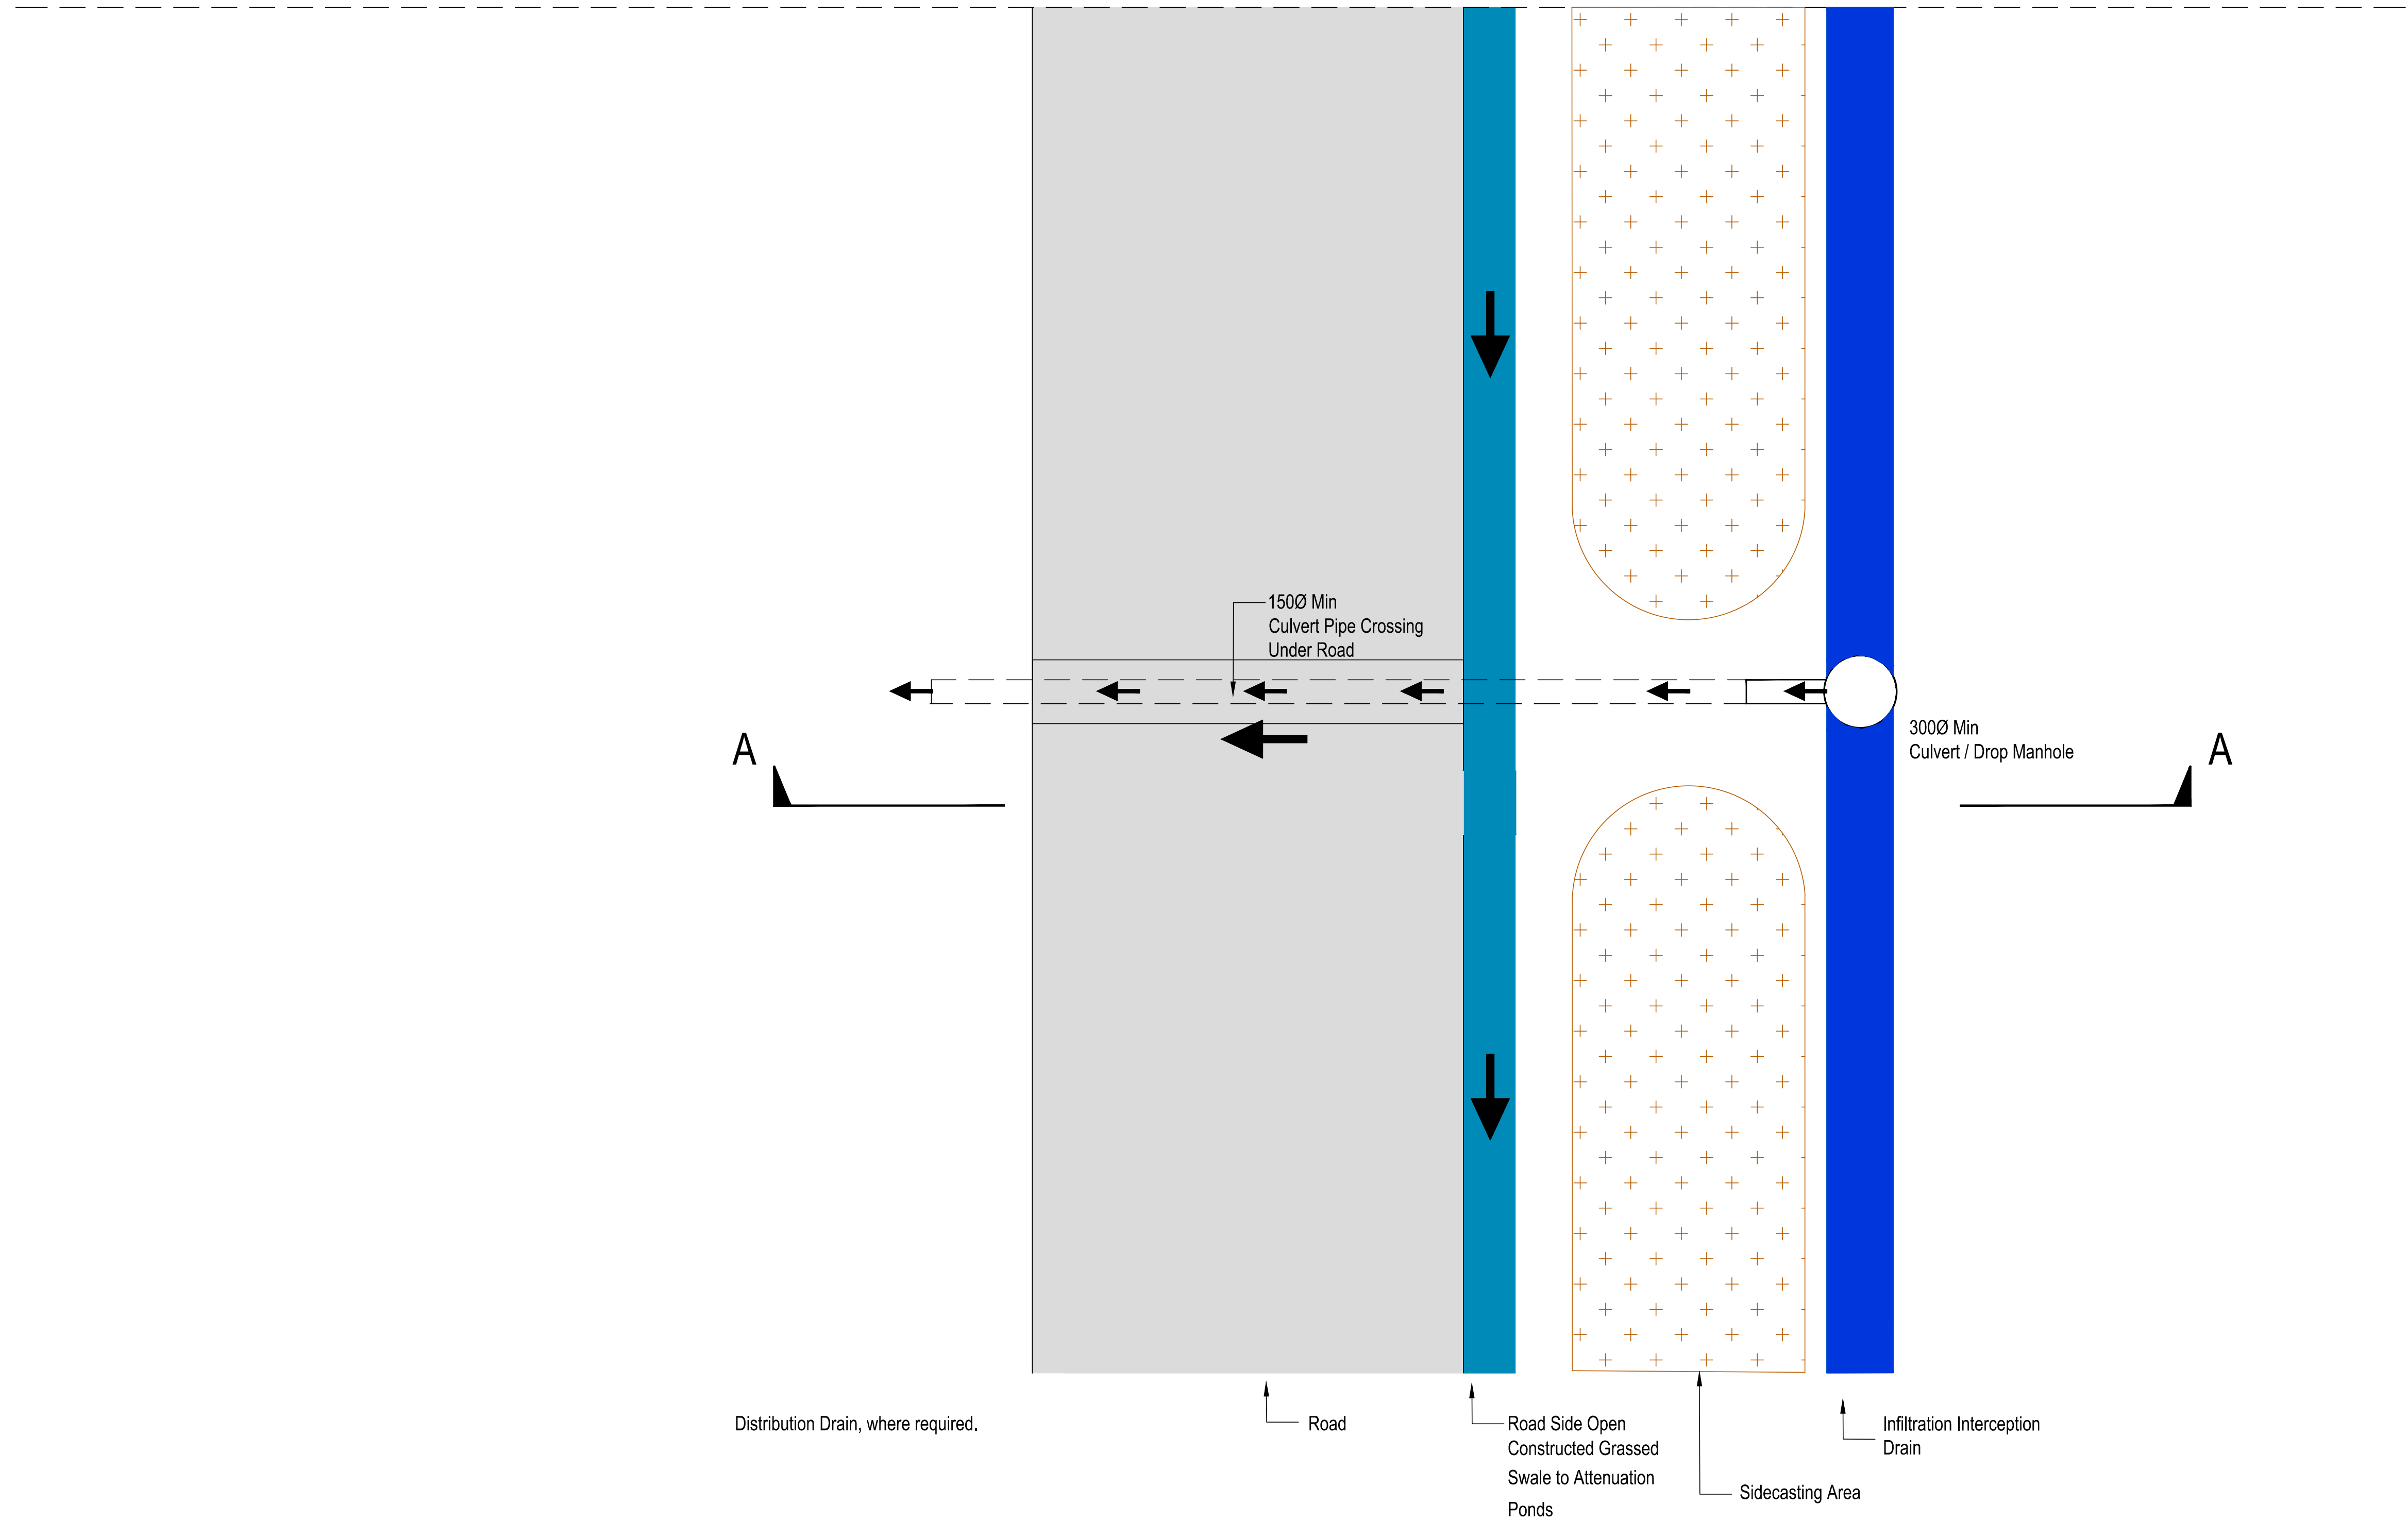 150Ø Min
Culvert Pipe Crossing
Under Road
300Ø Min
Culvert / Drop Manhole
A
A
Distribution Drain, where required.
Road
Road Side Open
Constructed Grassed
Swale to Attenuation
Ponds
Sidecasting Area
Infiltration Interception
Drain